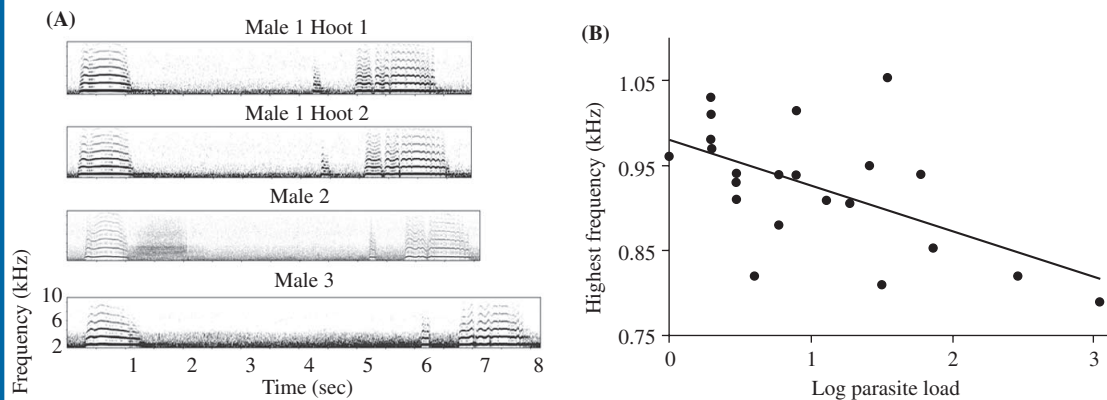 (A)
Male 1 Hoot 1
Male 1 Hoot 2
Male 2
Male 3
Frequency (kHz)
10
6
2
1 2 3 4 5 6 7 8
Time (sec)
(B)
Highest frequency (kHz)
1.05
0.95
0.85
0.75
0 1 2 3
Log parasite load